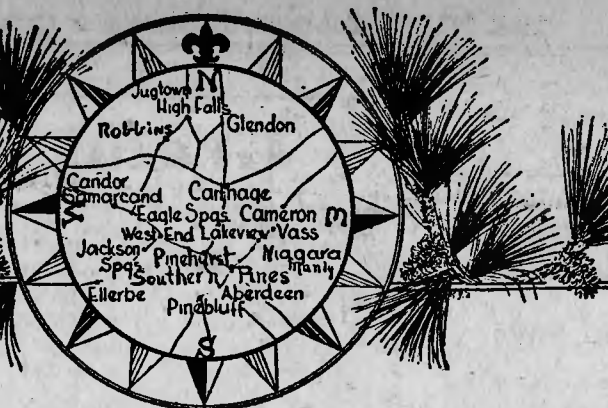 N
Jugtown
High Falls
Robbins Glendon
Candor
Samarcand Carthage
W Eagle Spgs. Cameron E
West End Lakeview Vass
Jackson Spgs. Pinehurst Niagara
Manly
Southern Pines
Ellerbe Aberdeen
Pinebluff
S